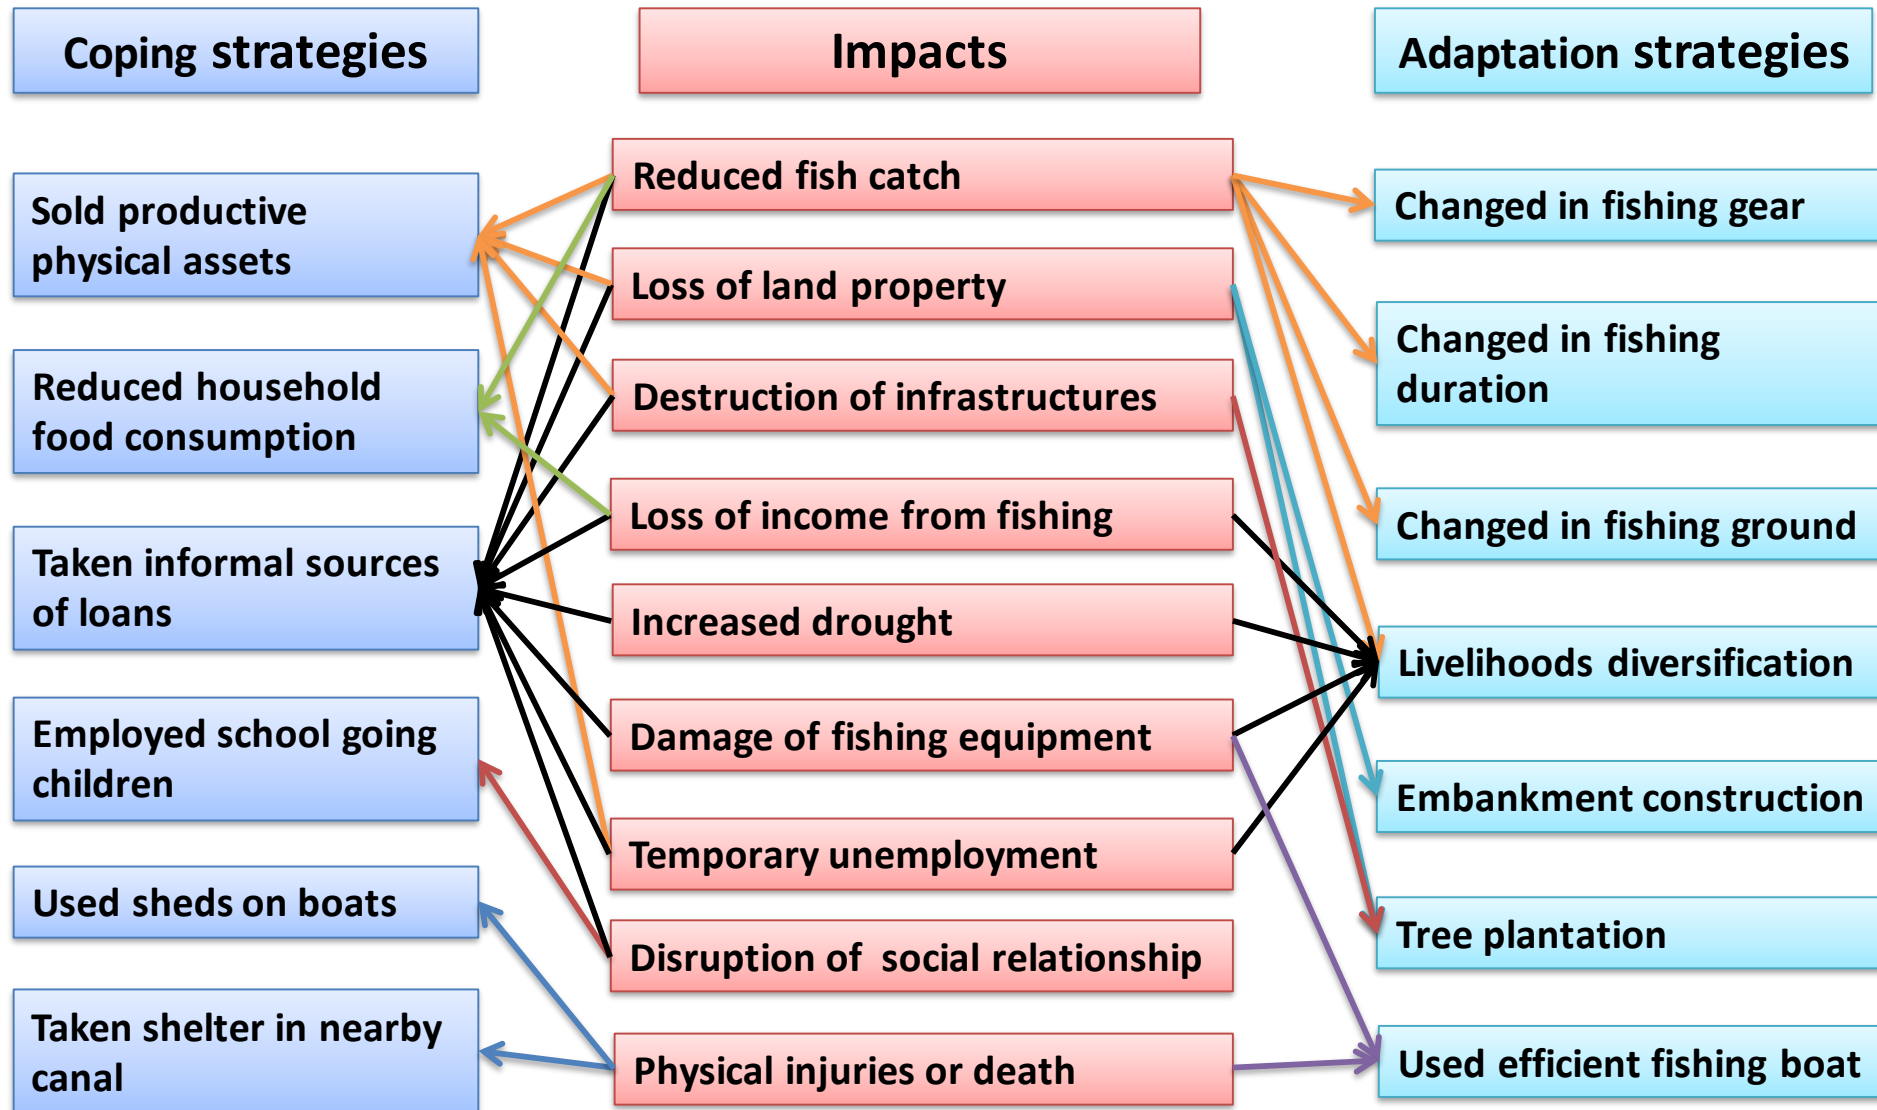 Coping strategies
Impacts
Adaptation strategies
Sold productive
physical assets
Reduced household
food consumption
Taken informal sources
of loans
Employed school going
children
Used sheds on boats
Taken shelter in nearby
canal
Reduced fish catch
Loss of land property
Destruction of infrastructures
Loss of income from fishing
Increased drought
Damage of fishing equipment
Temporary unemployment
Disruption of  social relationship
Physical injuries or death
Changed in fishing gear
Changed in fishing
duration
Changed in fishing ground
Livelihoods diversification
Embankment construction
Tree plantation
Used efficient fishing boat